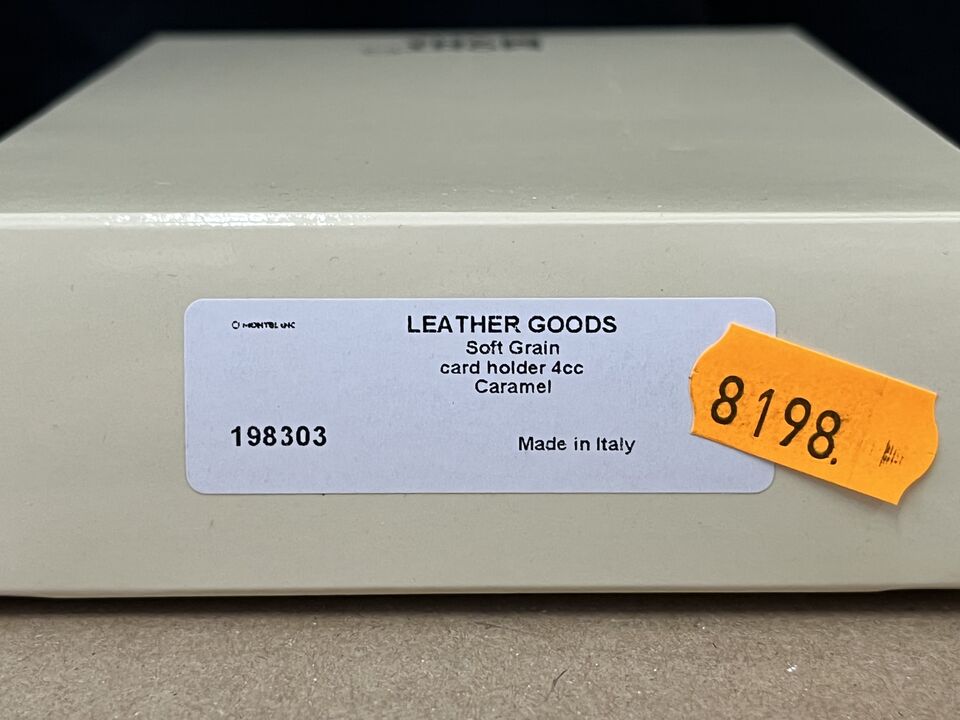 LEATHER GOODS
Soft Grain
card holder 4cc
Caramel
198303
Made in Italy
8198.